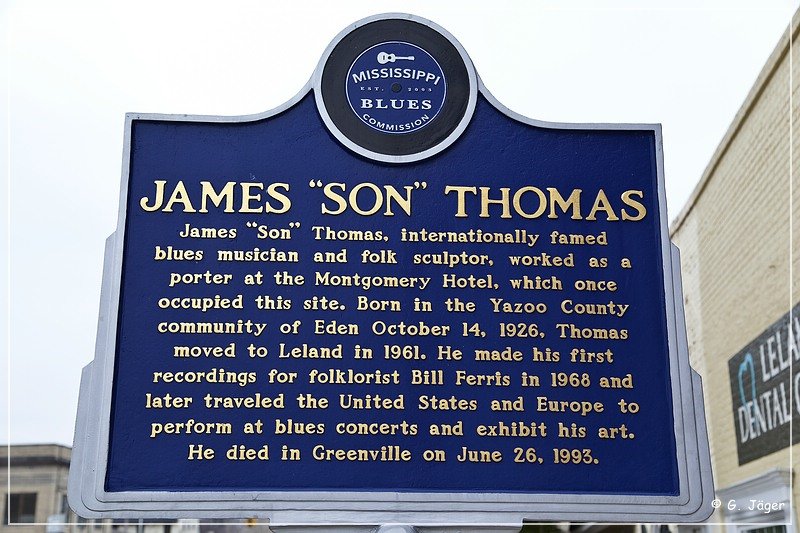 MISSISSIPPI
EST. 2005
BLUES
COMMISSION
JAMES “SON” THOMAS
James “Son” Thomas, internationally famed
blues musician and folk sculptor, worked as a
porter at the Montgomery Hotel, which once
occupied this site. Born in the Yazoo County
community of Eden October 14, 1926, Thomas
moved to Leland in 1961. He made his first
recordings for folklorist Bill Ferris in 1968 and
later traveled the United States and Europe to
perform at blues concerts and exhibit his art.
He died in Greenville on June 26, 1993.
DENTAL
© G. Jäger